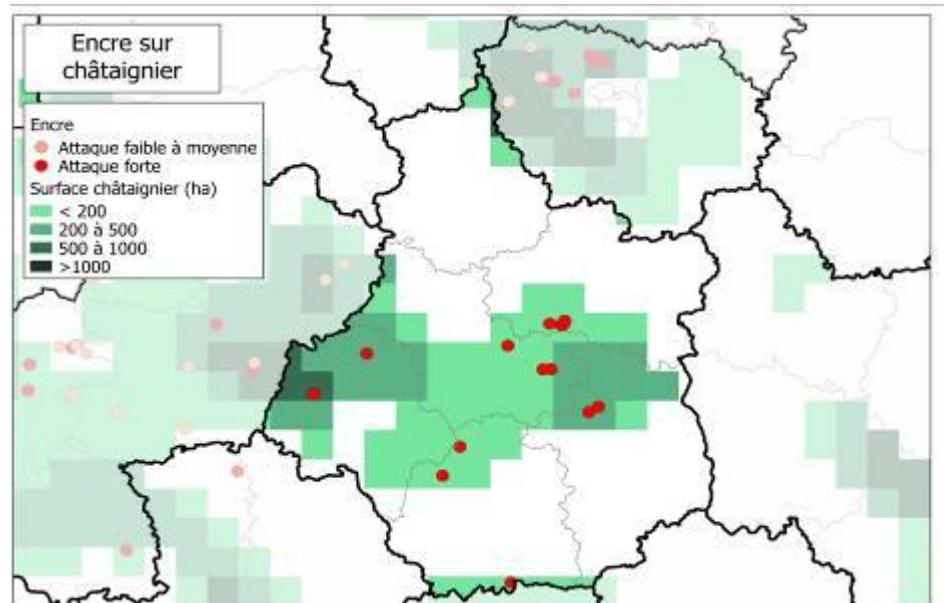 Encre sur
châtaignier
Encre
Attaque faible à moyenne
Attaque forte
Surface châtaignier (ha)
< 200
200 à 500
500 à 1000
>1000